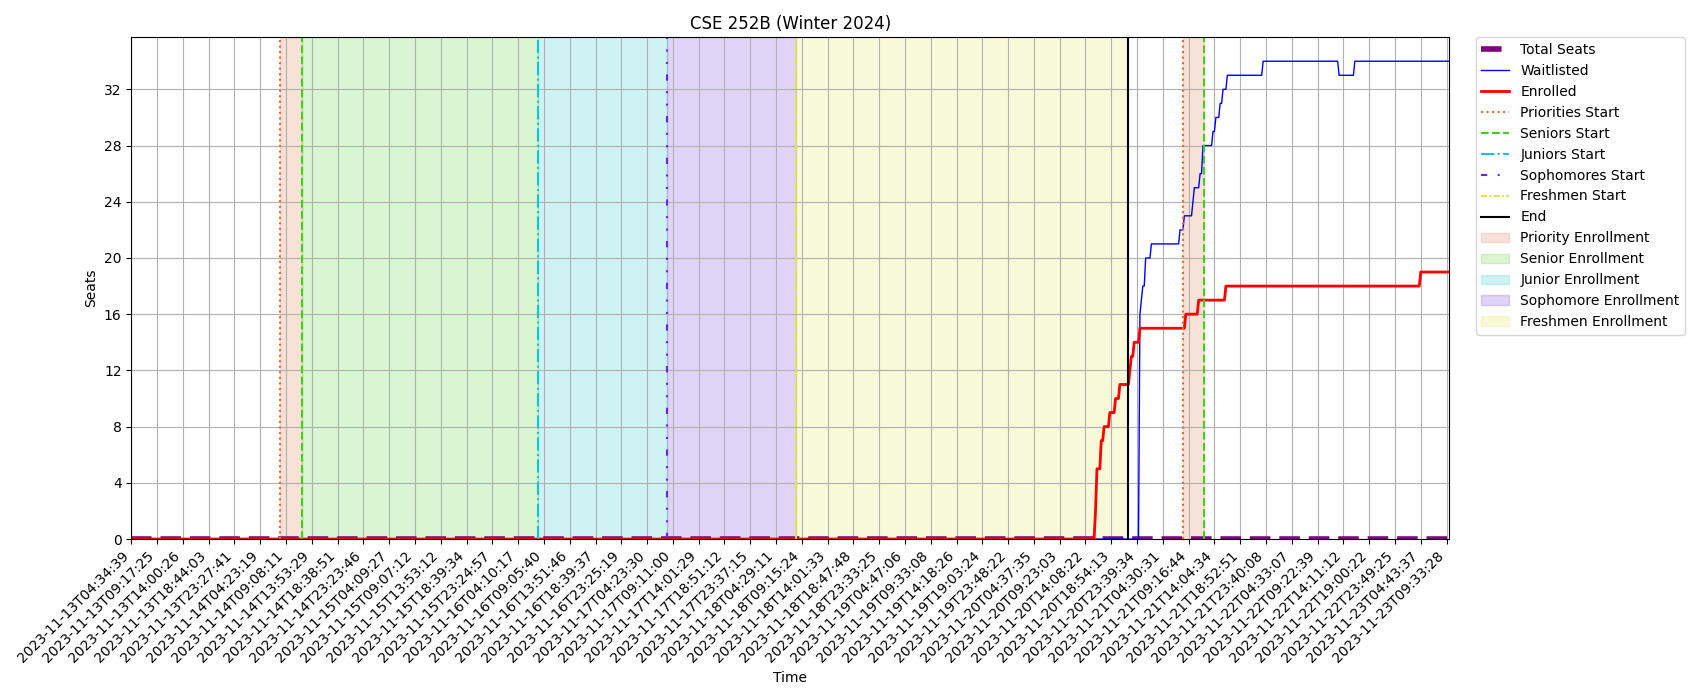 CSE 252B (Winter 2024)
Seats
32
28
24
20
16
12
8
4
0
2023-11-13T04:34:39
2023-11-13T09:17:25
2023-11-13T14:00:26
2023-11-13T18:44:03
2023-11-13T23:27:41
2023-11-14T04:23:19
2023-11-14T09:08:11
2023-11-14T13:53:29
2023-11-14T18:38:51
2023-11-14T23:23:46
2023-11-15T04:09:27
2023-11-15T09:07:12
2023-11-15T13:53:12
2023-11-15T18:39:34
2023-11-15T23:24:57
2023-11-16T04:10:17
2023-11-16T09:05:40
2023-11-16T13:51:46
2023-11-16T18:39:37
2023-11-16T23:25:19
2023-11-17T04:23:30
2023-11-17T09:11:00
2023-11-17T14:01:29
2023-11-17T18:51:12
2023-11-17T23:37:15
2023-11-18T04:29:11
2023-11-18T09:15:24
2023-11-18T14:01:33
2023-11-18T18:47:48
2023-11-18T23:33:25
2023-11-19T04:47:06
2023-11-19T09:33:08
2023-11-19T14:18:26
2023-11-19T19:03:24
2023-11-19T23:48:22
2023-11-20T04:37:35
2023-11-20T09:23:03
2023-11-20T14:08:22
2023-11-20T18:54:13
2023-11-20T23:39:34
2023-11-21T04:30:31
2023-11-21T09:16:44
2023-11-21T14:04:34
2023-11-21T18:52:51
2023-11-21T23:40:08
2023-11-22T04:33:07
2023-11-22T09:22:39
2023-11-22T14:11:12
2023-11-22T19:00:22
2023-11-22T23:49:25
2023-11-23T04:43:37
2023-11-23T09:33:28
Time
Total Seats
Waitlisted
Enrolled
Priorities Start
Seniors Start
Juniors Start
Sophomores Start
Freshmen Start
End
Priority Enrollment
Senior Enrollment
Junior Enrollment
Sophomore Enrollment
Freshmen Enrollment